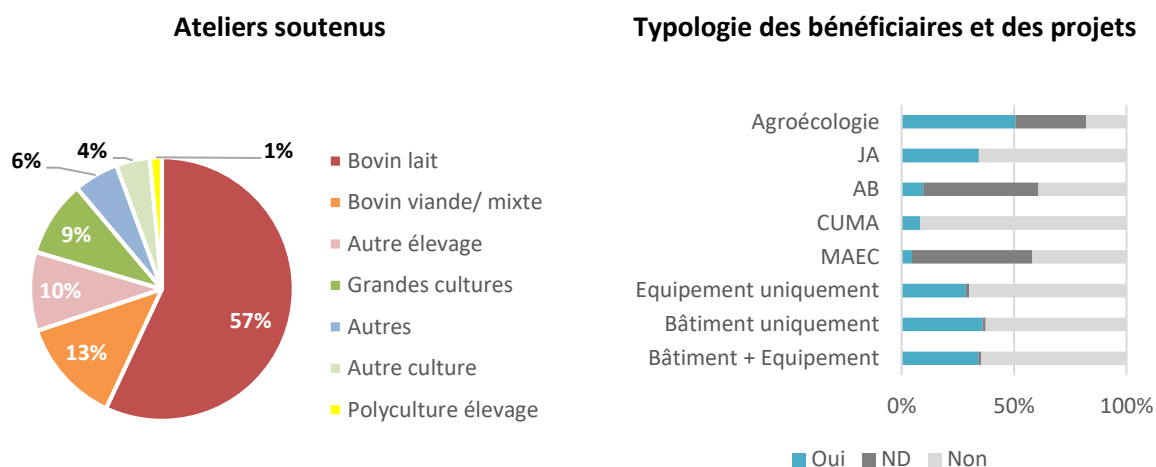 Ateliers soutenus
6%
4%
1%
9%
10%
13%
57%
Bovin lait
Bovin viande/ mixte
Autre élevage
Grandes cultures
Autres
Autre culture
Polyculture élevage
Typologie des bénéficiaires et des projets
Agroécologie
JA
AB
CUMA
MAEC
Equipement uniquement
Bâtiment uniquement
Bâtiment + Equipement
0% 50% 100%
Oui ND Non